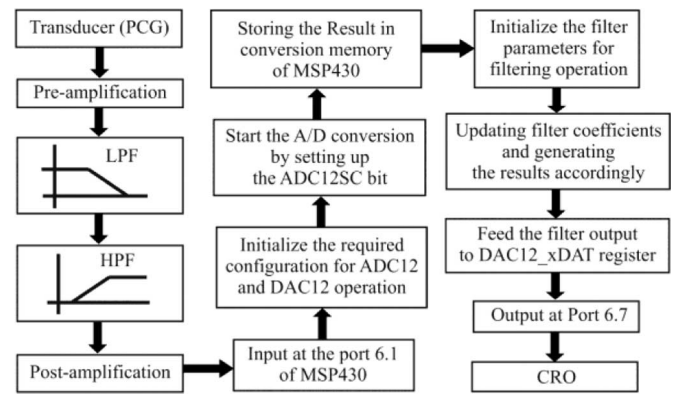 Transducer (PCG)
Pre-amplification
LPF
HPF
Post-amplification
Input at the port 6.1
of MSP430
Initialize the required
configuration for ADC12
and DAC12 operation
Start the A/D conversion
by setting up
the ADC12SC bit
Storing the Result in
conversion memory
of MSP430
Initialize the filter
parameters for
filtering operation
Updating filter coefficients
and generating
the results accordingly
Feed the filter output
to DAC12_xDAT register
Output at Port 6.7
CRO